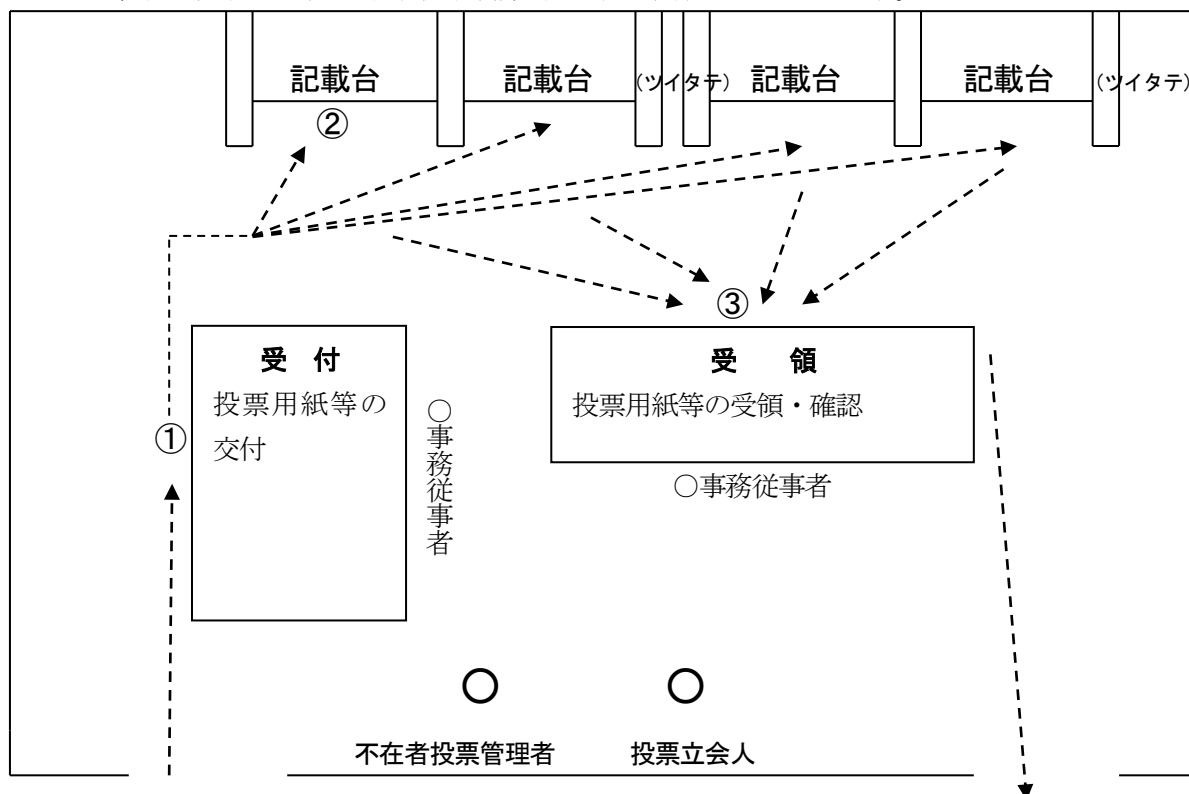 記載台
記載台
(ツイタテ)
記載台
記載台
(ツイタテ)
②
③
受 付
投票用紙等の
交付
①
○事務従事者
受 領
投票用紙等の受領・確認
○事務従事者
不在者投票管理者
投票立会人